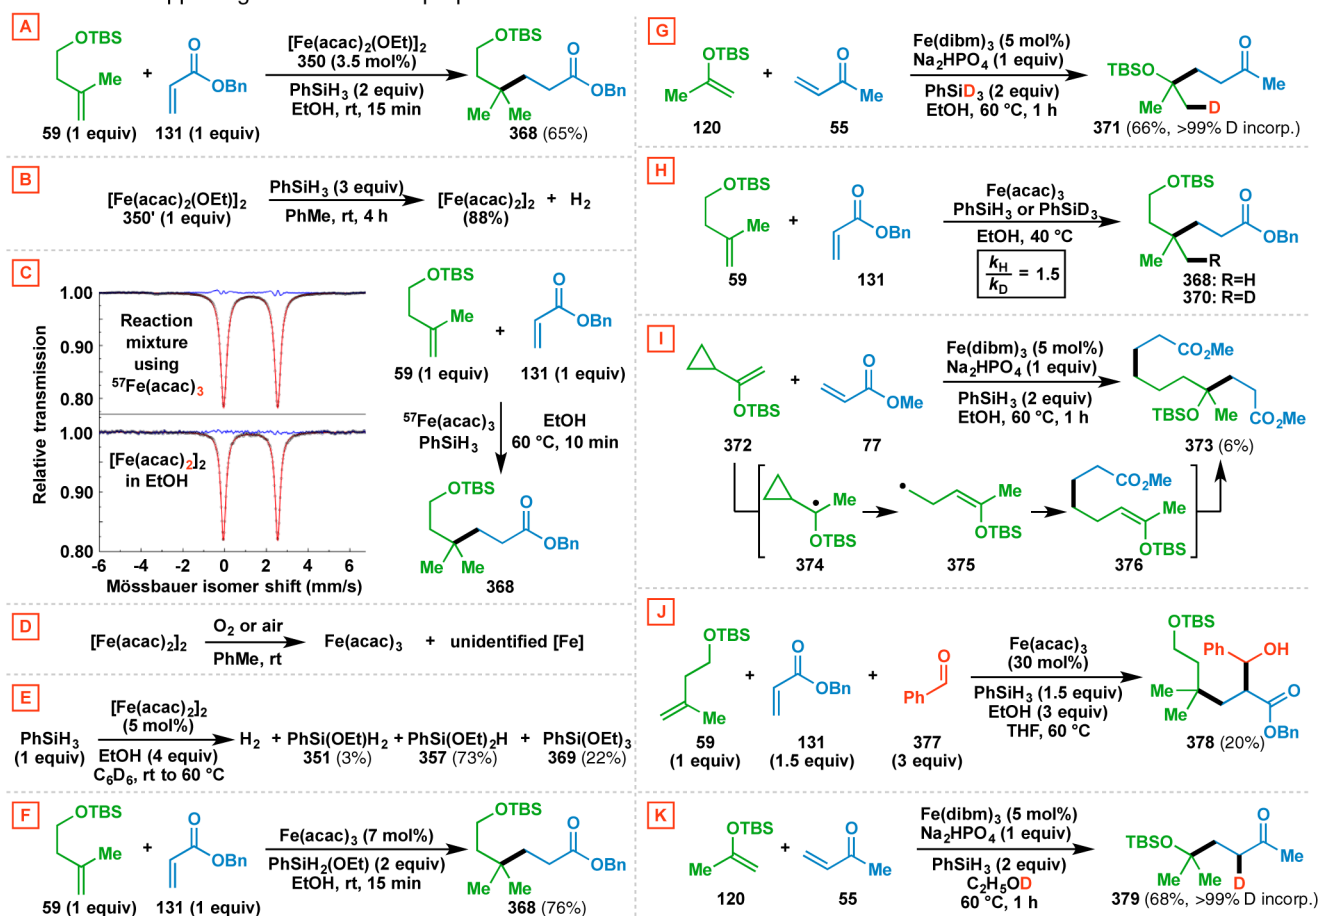 A
OTBS
Me
59 (1 equiv)
+
O
OBn
131 (1 equiv)
[Fe(acac)2(OEt)]2
350 (3.5 mol%)
PhSiH3 (2 equiv)
EtOH, rt, 15 min
OTBS
O
OBn
Me Me
368 (65%)
B
[Fe(acac)2(OEt)]2
350' (1 equiv)
PhSiH3 (3 equiv)
PhMe, rt, 4 h
[Fe(acac)2]2 + H2
(88%)
C
Relative transmission
1.00
0.90
0.80
Reaction
mixture
using
57Fe(acac)3
1.00
0.90
0.80
[Fe(acac)2]2
in EtOH
-6 -4 -2 0 2 4 6
Mössbauer isomer shift (mm/s)
OTBS
Me
59 (1 equiv)
+
O
OBn
131 (1 equiv)
57Fe(acac)3
PhSiH3
EtOH
60 °C, 10 min
OTBS
O
OBn
Me Me
368
D
[Fe(acac)2]2
O2 or air
PhMe, rt
Fe(acac)3 + unidentified [Fe]
E
PhSiH3
(1 equiv)
[Fe(acac)2]2
(5 mol%)
EtOH (4 equiv)
C6D6, rt to 60 °C
H2 + PhSi(OEt)H2 + PhSi(OEt)2H + PhSi(OEt)3
351 (3%) 357 (73%) 369 (22%)
F
OTBS
Me
59 (1 equiv)
+
O
OBn
131 (1 equiv)
Fe(acac)3 (7 mol%)
PhSiH2(OEt) (2 equiv)
EtOH, rt, 15 min
OTBS
O
OBn
Me Me
368 (76%)
G
OTBS
Me
120
+
O
Me
55
Fe(dibm)3 (5 mol%)
Na2HPO4 (1 equiv)
PhSiD3 (2 equiv)
EtOH, 60 °C, 1 h
TBSO
O
Me
Me
D
371 (66%, >99% D incorp.)
H
OTBS
Me
59
+
O
OBn
131
Fe(acac)3
PhSiH3 or PhSiD3
EtOH, 40 °C
kH
kD
= 1.5
OTBS
O
OBn
Me
R
368: R=H
370: R=D
I
OTBS
372
+
O
OMe
77
Fe(dibm)3 (5 mol%)
Na2HPO4 (1 equiv)
PhSiH3 (2 equiv)
EtOH, 60 °C, 1 h
CO2Me
TBSO Me
CO2Me
373 (6%)
Me
OTBS
374
Me
OTBS
375
CO2Me
Me
OTBS
376
J
OTBS
Me
59
(1 equiv)
+
O
OBn
131
(1.5 equiv)
+
O
Ph
377
(3 equiv)
Fe(acac)3
(30 mol%)
PhSiH3 (1.5 equiv)
EtOH (3 equiv)
THF, 60 °C
OTBS
Ph OH
Me
Me
O
OBn
378 (20%)
K
OTBS
Me
120
+
O
Me
55
Fe(dibm)3 (5 mol%)
Na2HPO4 (1 equiv)
PhSiH3 (2 equiv)
C2H5OD
60 °C, 1 h
TBSO
O
Me
Me Me
D
379 (68%, >99% D incorp.)